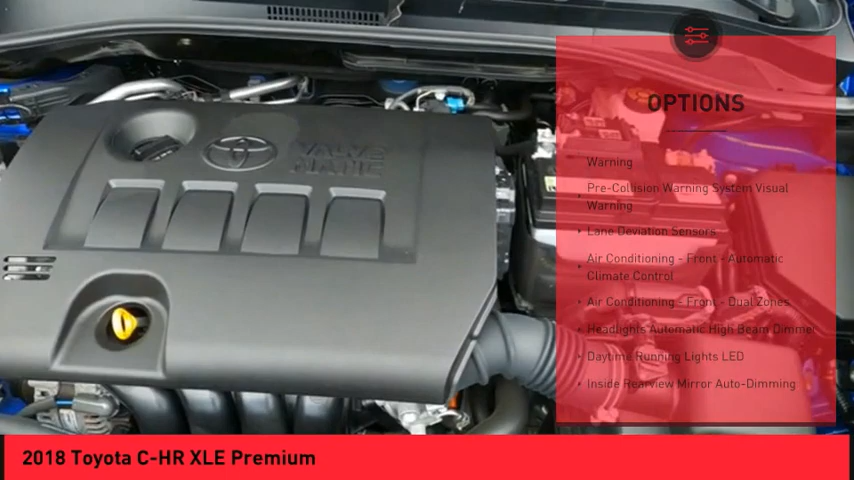 VALVE
MATIC
OPTIONS
Warning
Pre-Collision Warning System Visual
Warning
Lane Deviation Sensors
Air Conditioning - Front - Automatic
Climate Control
Air Conditioning - Front - Dual Zones
Headlights Automatic High Beam Dimmer
Daytime Running Lights LED
Inside Rearview Mirror Auto-Dimming
2018 Toyota C-HR XLE Premium